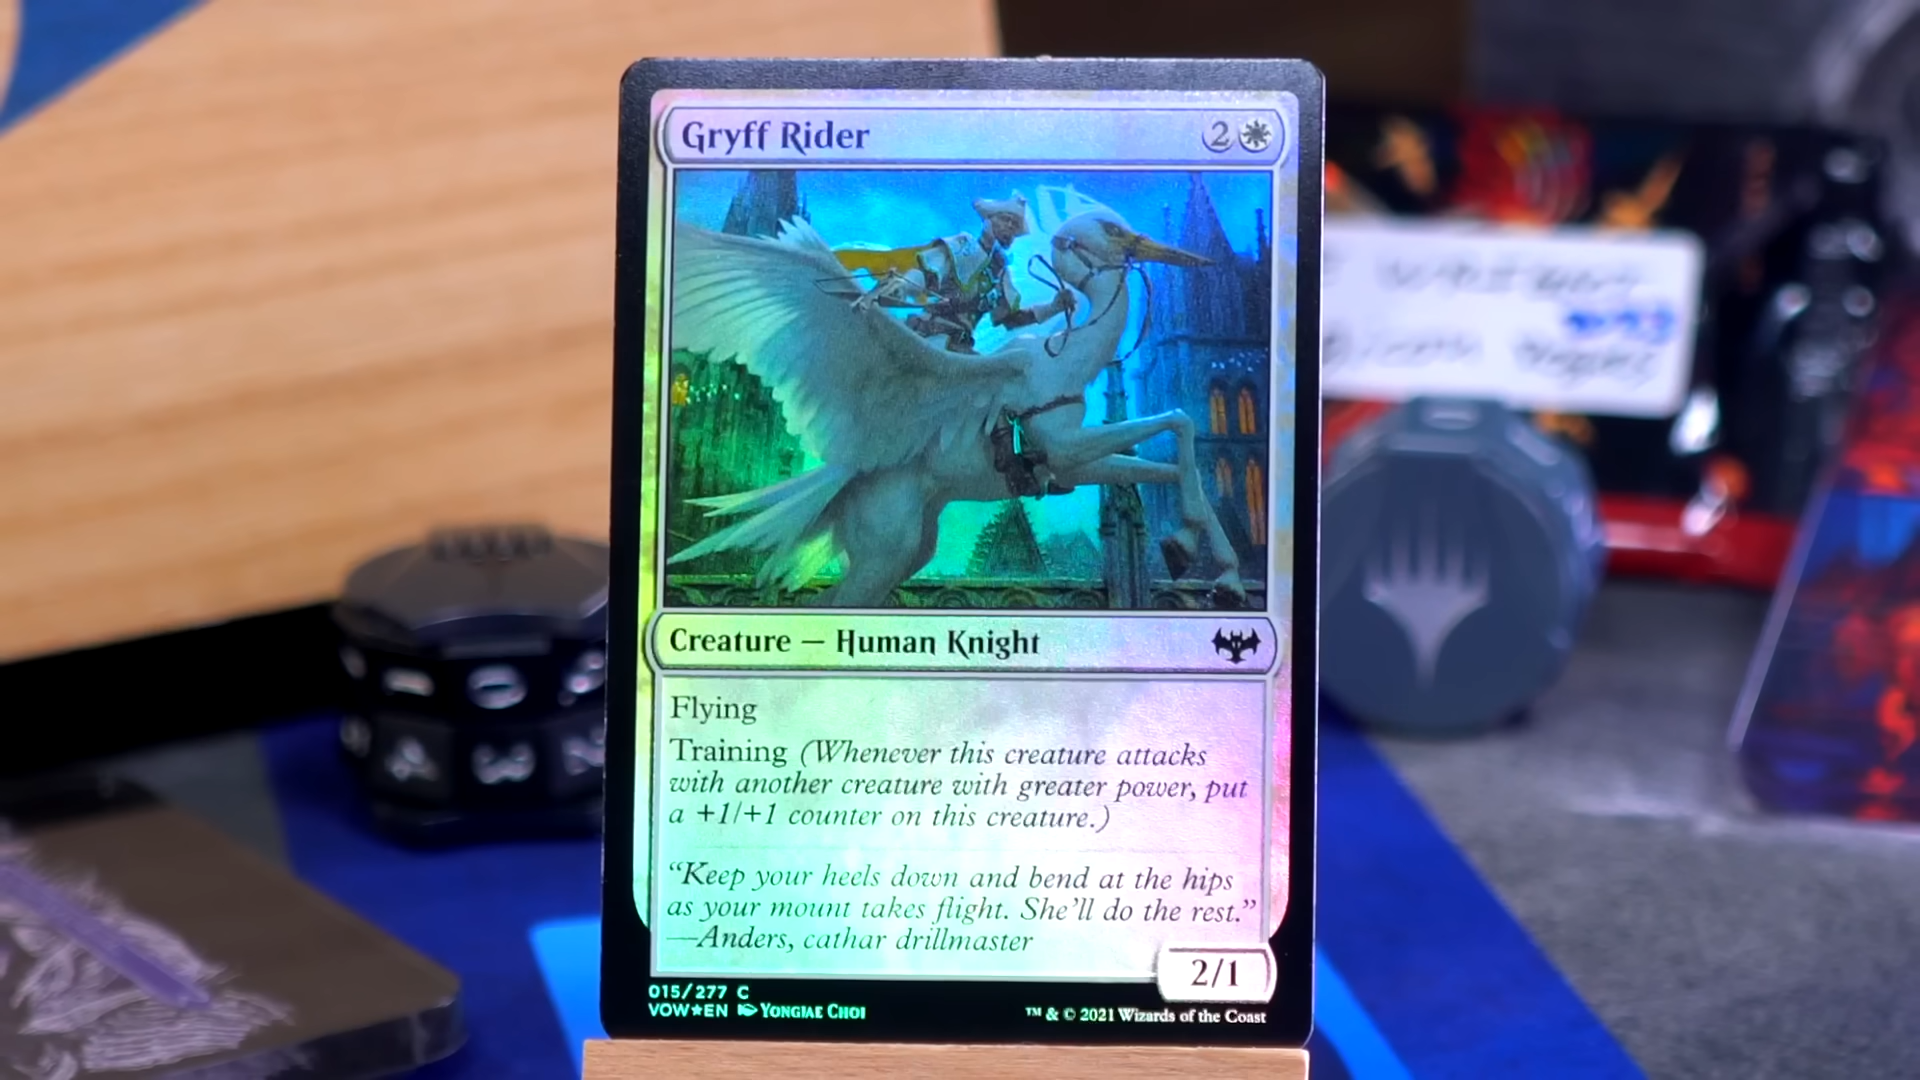 Gryff Rider 2
Creature — Human Knight
Flying
Training (Whenever this creature attacks
with another creature with greater power, put
a +1/+1 counter on this creature.)
“Keep your heels down and bend at the hips
as your mount takes flight. She’ll do the rest.”
—Anders, cathar drillmaster
2/1
015/277 C
VOW★EN Yongjae Choi
™ & © 2021 Wizards of the Coast